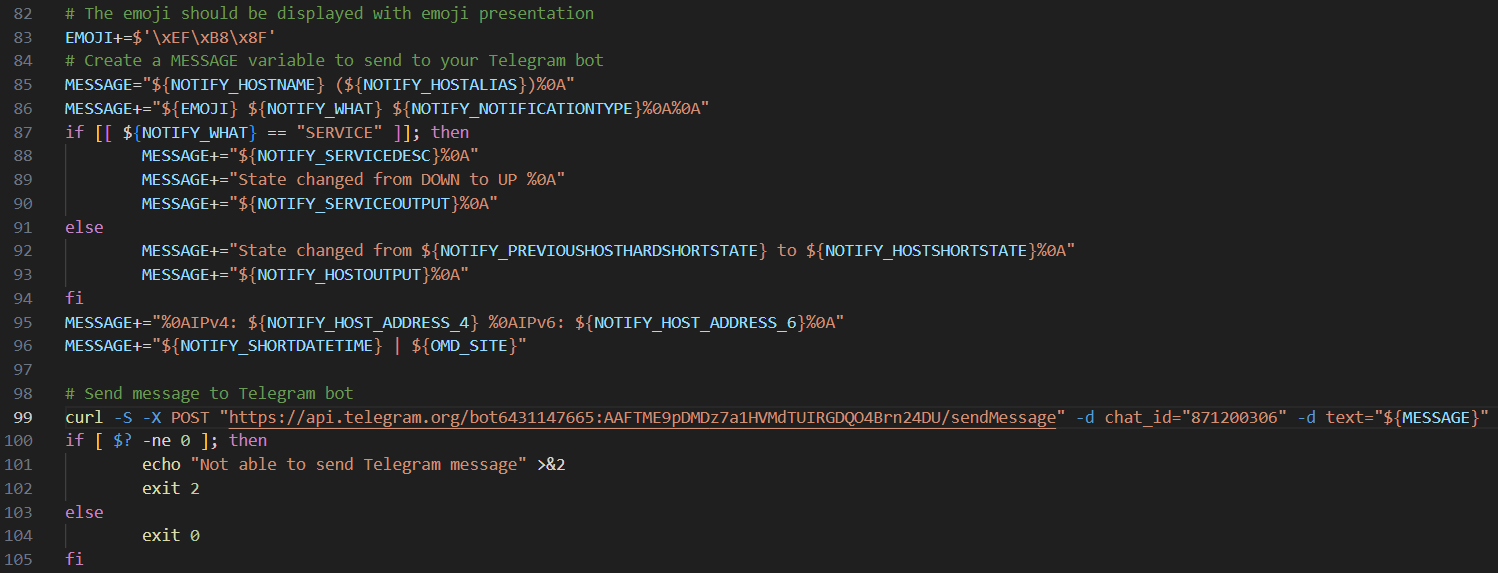 82 # The emoji should be displayed with emoji presentation
83 EMOJI+=$'\xEF\xB8\x8F'
84 # Create a MESSAGE variable to send to your Telegram bot
85 MESSAGE="${NOTIFY_HOSTNAME} (${NOTIFY_HOSTALIAS})%0A"
86 MESSAGE+="${EMOJI} ${NOTIFY_WHAT} ${NOTIFY_NOTIFICATIONTYPE}%0A%0A"
87 if [[ ${NOTIFY_WHAT} == "SERVICE" ]]; then
88 MESSAGE+="${NOTIFY_SERVICEDESC}%0A"
89 MESSAGE+="State changed from DOWN to UP %0A"
90 MESSAGE+="${NOTIFY_SERVICEOUTPUT}%0A"
91 else
92 MESSAGE+="State changed from ${NOTIFY_PREVIOUSHOSTHARDSHORTSTATE} to ${NOTIFY_HOSTSHORTSTATE}%0A"
93 MESSAGE+="${NOTIFY_HOSTOUTPUT}%0A"
94 fi
95 MESSAGE+="%0AIPv4: ${NOTIFY_HOST_ADDRESS_4} %0AIPv6: ${NOTIFY_HOST_ADDRESS_6}%0A"
96 MESSAGE+="${NOTIFY_SHORTDATETIME} | ${OMD_SITE}"
97
98 # Send message to Telegram bot
99 curl -S -X POST "https://api.telegram.org/bot6431147665:AAFTME9pDMDz7a1HVMdTUIRGDQO4Brn24DU/sendMessage" -d chat_id="871200306" -d text="${MESSAGE}"
100 if [ $? -ne 0 ]; then
101 echo "Not able to send Telegram message" >&2
102 exit 2
103 else
104 exit 0
105 fi